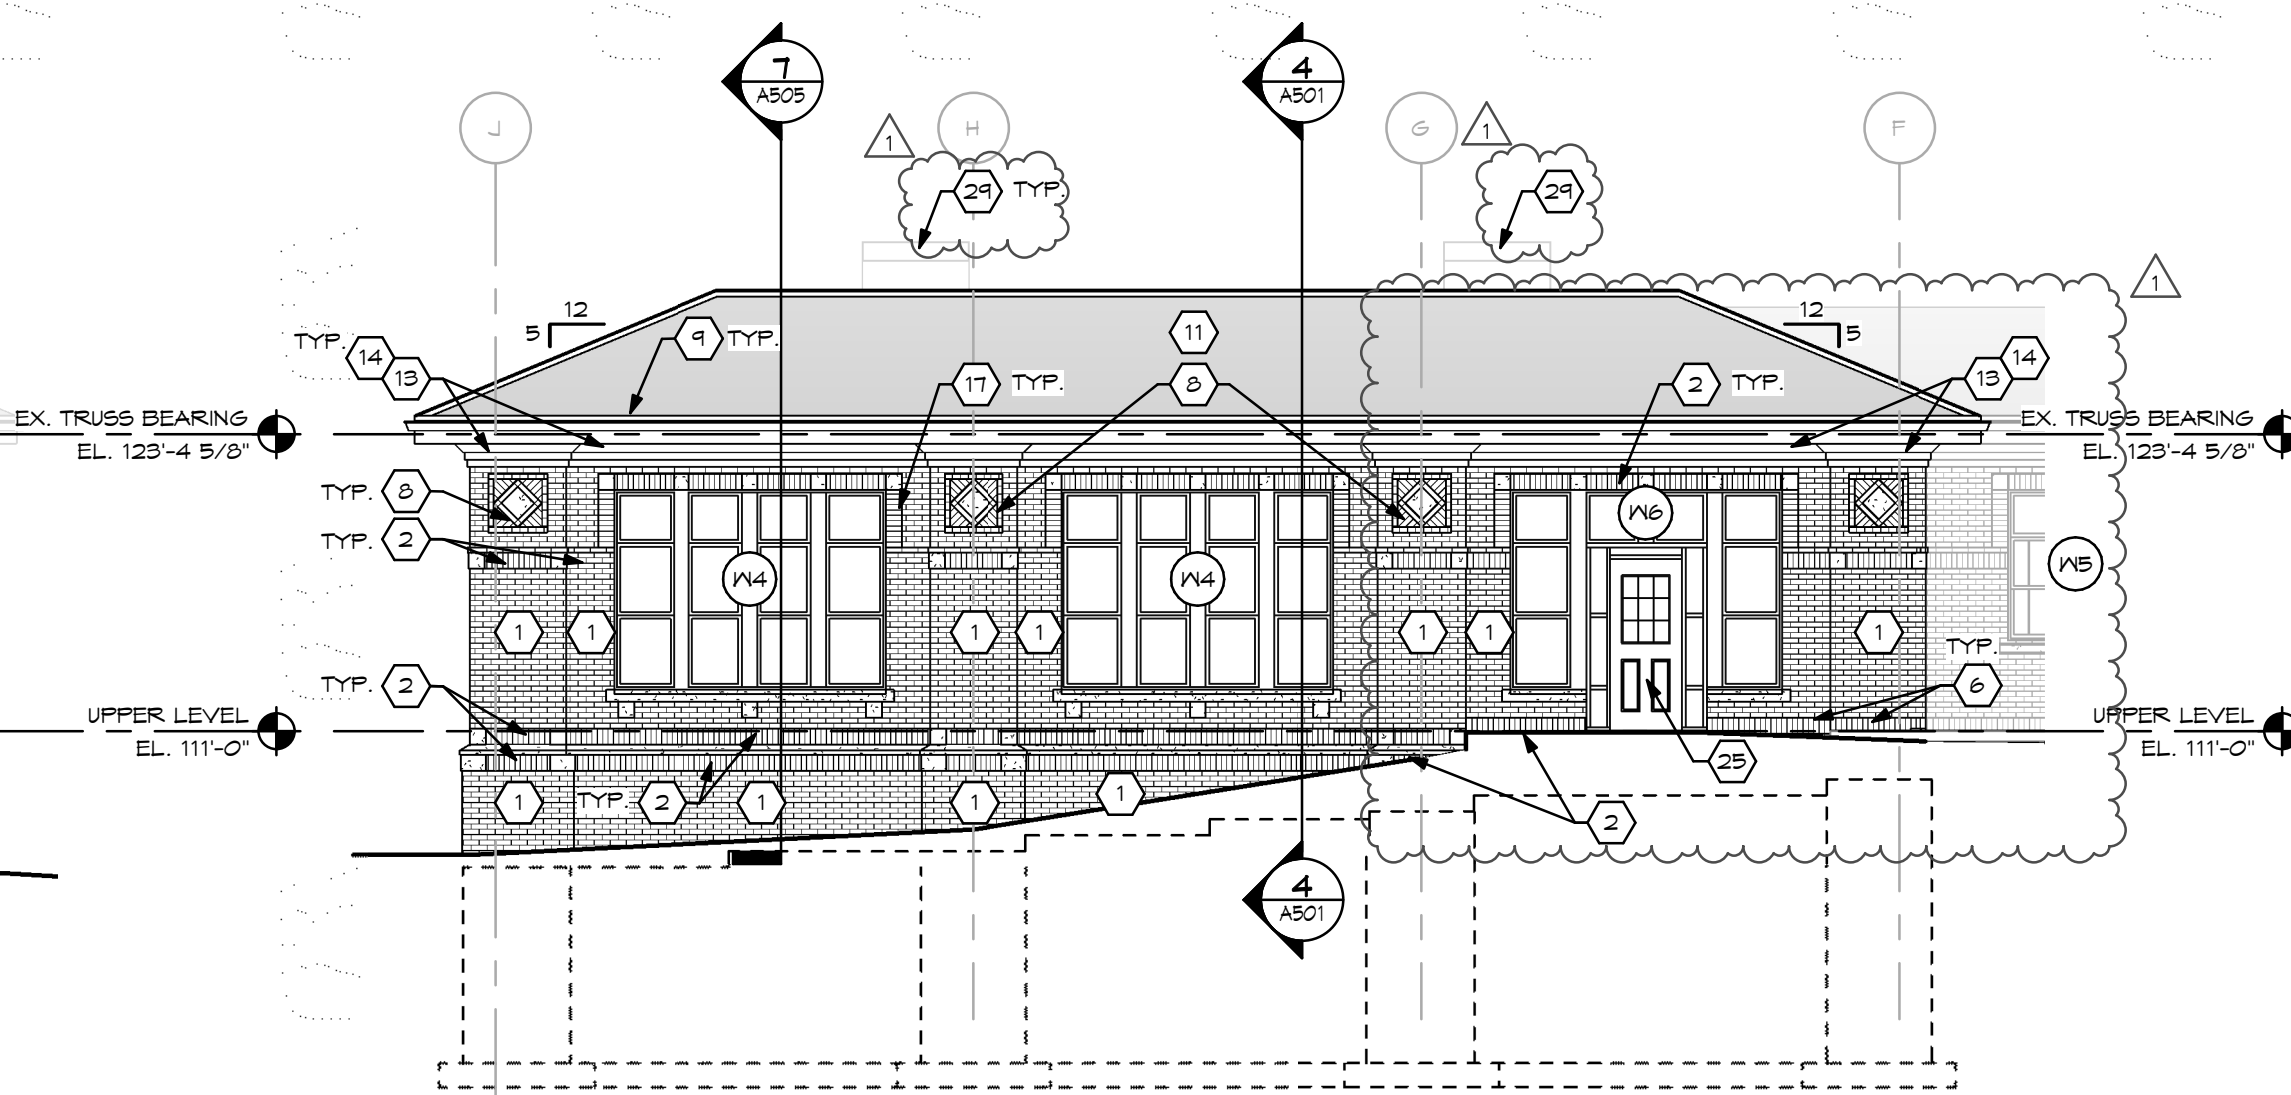 7
A505
4
A501
J
H
G
F
1
1
29 TYP.
29
1
12
5
12
5
11
9 TYP.
TYP. 14
13
17 TYP.
8
2 TYP.
14
13
EX. TRUSS BEARING
EL. 123'-4 5/8"
EX. TRUSS BEARING
EL. 123'-4 5/8"
TYP. 8
W6
TYP. 2
W4
W4
W5
1
1
1
1
1
1
1
TYP.
6
TYP. 2
UPPER LEVEL
EL. 111'-0"
UPPER LEVEL
EL. 111'-0"
25
1
TYP. 2
1
1
1
2
4
A501